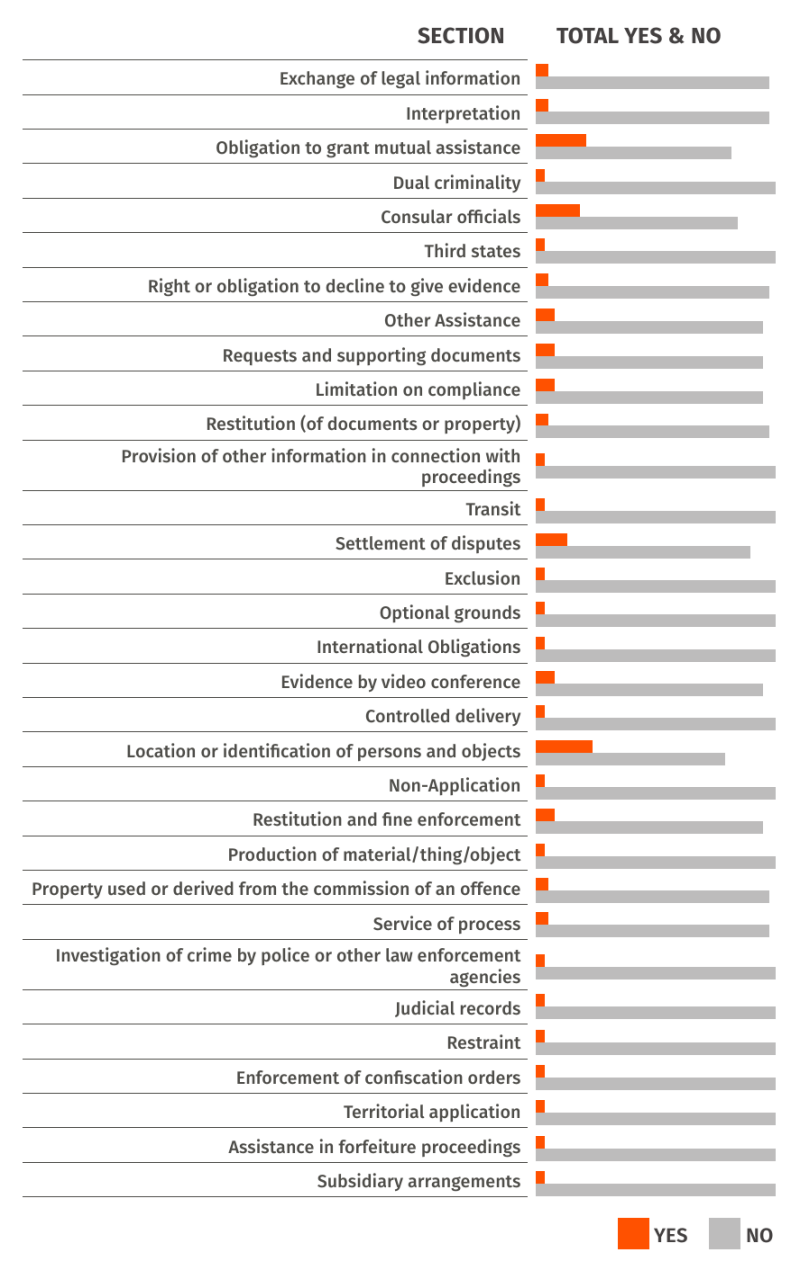 SECTION TOTAL YES & NO
Exchange of legal information
Interpretation
Obligation to grant mutual assistance
Dual criminality
Consular officials
Third states
Right or obligation to decline to give evidence
Other Assistance
Requests and supporting documents
Limitation on compliance
Restitution (of documents or property)
Provision of other information in connection with
proceedings
Transit
Settlement of disputes
Exclusion
Optional grounds
International Obligations
Evidence by video conference
Controlled delivery
Location or identification of persons and objects
Non-Application
Restitution and fine enforcement
Production of material/thing/object
Property used or derived from the commission of an offence
Service of process
Investigation of crime by police or other law enforcement
agencies
Judicial records
Restraint
Enforcement of confiscation orders
Territorial application
Assistance in forfeiture proceedings
Subsidiary arrangements
YES NO